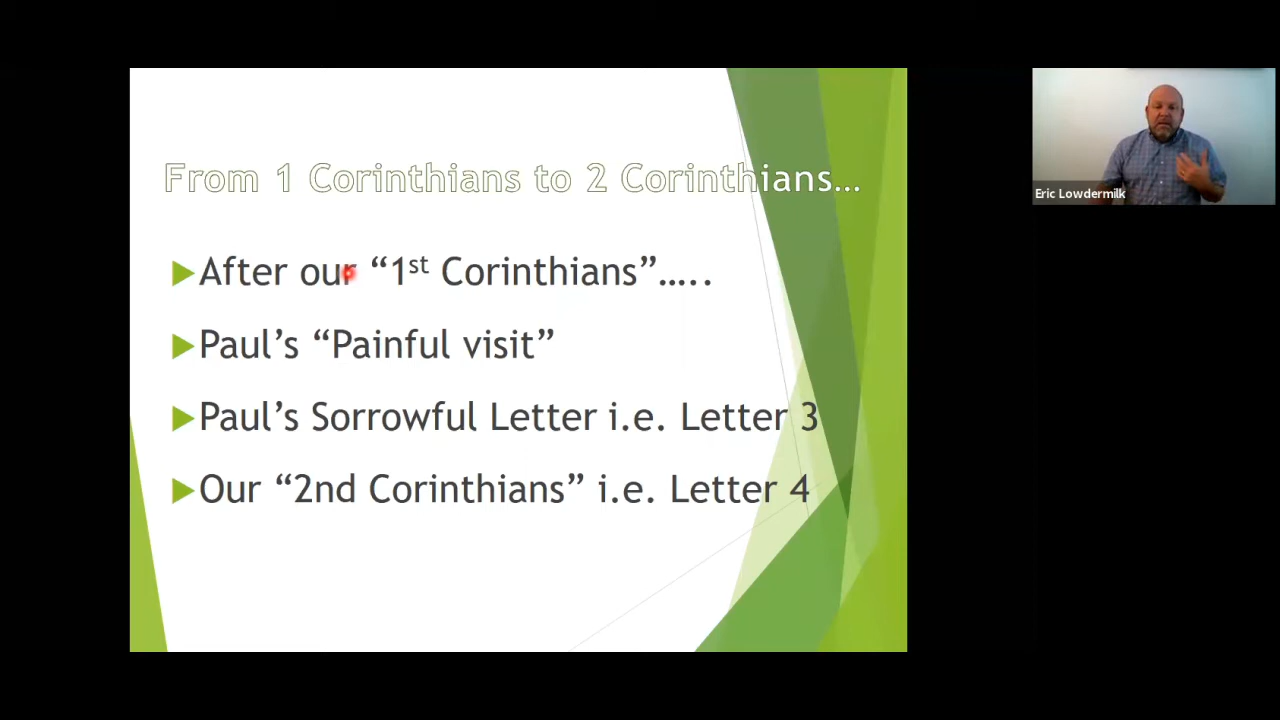 From 1 Corinthians to 2 Corinthians…
After our “1st Corinthians”…..
Paul’s “Painful visit”
Paul’s Sorrowful Letter i.e. Letter 3
Our “2nd Corinthians” i.e. Letter 4
Eric Lowdermilk